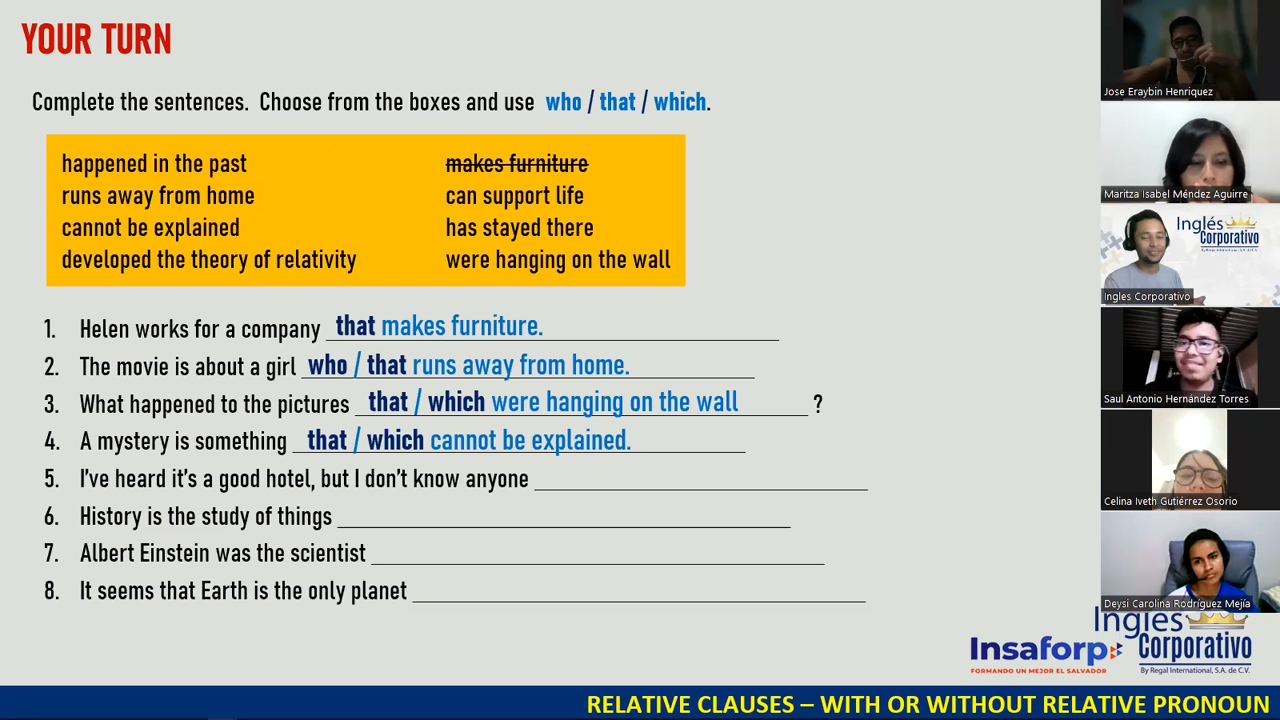 YOUR TURN
Complete the sentences. Choose from the boxes and use who / that / which.
happened in the past
runs away from home
cannot be explained
developed the theory of relativity
makes furniture
can support life
has stayed there
were hanging on the wall
1. Helen works for a company that makes furniture.
2. The movie is about a girl who / that runs away from home.
3. What happened to the pictures that / which were hanging on the wall ?
4. A mystery is something that / which cannot be explained.
5. I've heard it's a good hotel, but I don't know anyone
6. History is the study of things
7. Albert Einstein was the scientist
8. It seems that Earth is the only planet
Jose Eraybin Henriquez
Maritza Isabel Méndez Aguirre
Inglés
Corporativo
By Regal International, S.A. de C.V.
Ingles Corporativo
Saul Antonio Hernández Torres
Celina Iveth Gutiérrez Osorio
Deysi Carolina Rodríguez Mejía
Insaforp
FORMANDO UN MEJOR EL SALVADOR
Inglés
Corporativo
By Regal International, S.A. de C.V.
RELATIVE CLAUSES – WITH OR WITHOUT RELATIVE PRONOUN